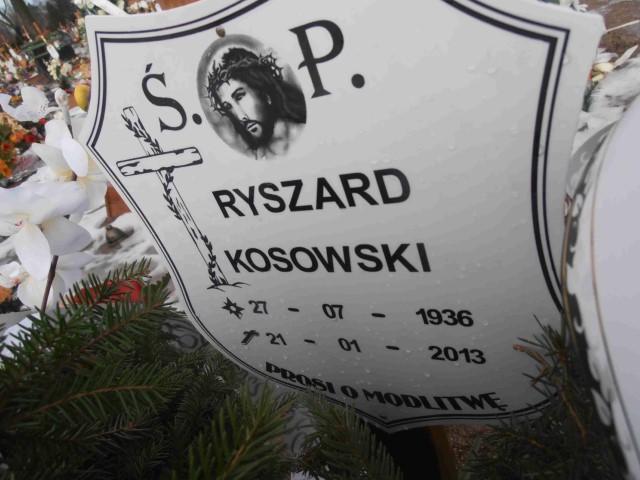 Ś. P.
RYSZARD
KOSOWSKI
27 - 07 - 1936
21 - 01 - 2013
PROSI O MODLITWĘ